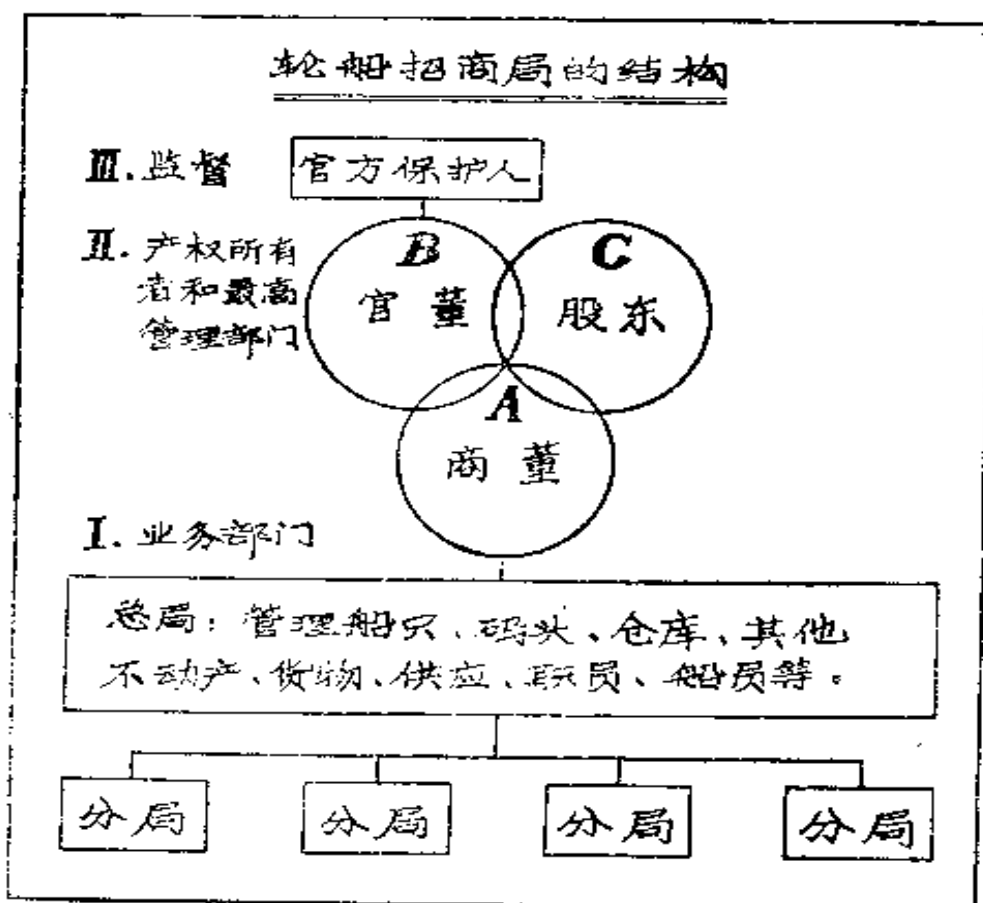 轮船招商局的结构
III. 监督 官方保护人
II. 产权所有
者和最高
管理部门
B
官董
C
股东
A
商董
I. 业务部门
总局：管理船只、码头、仓库、其他
不动产、货物、供应、职员、船员等。
分局 分局 分局 分局